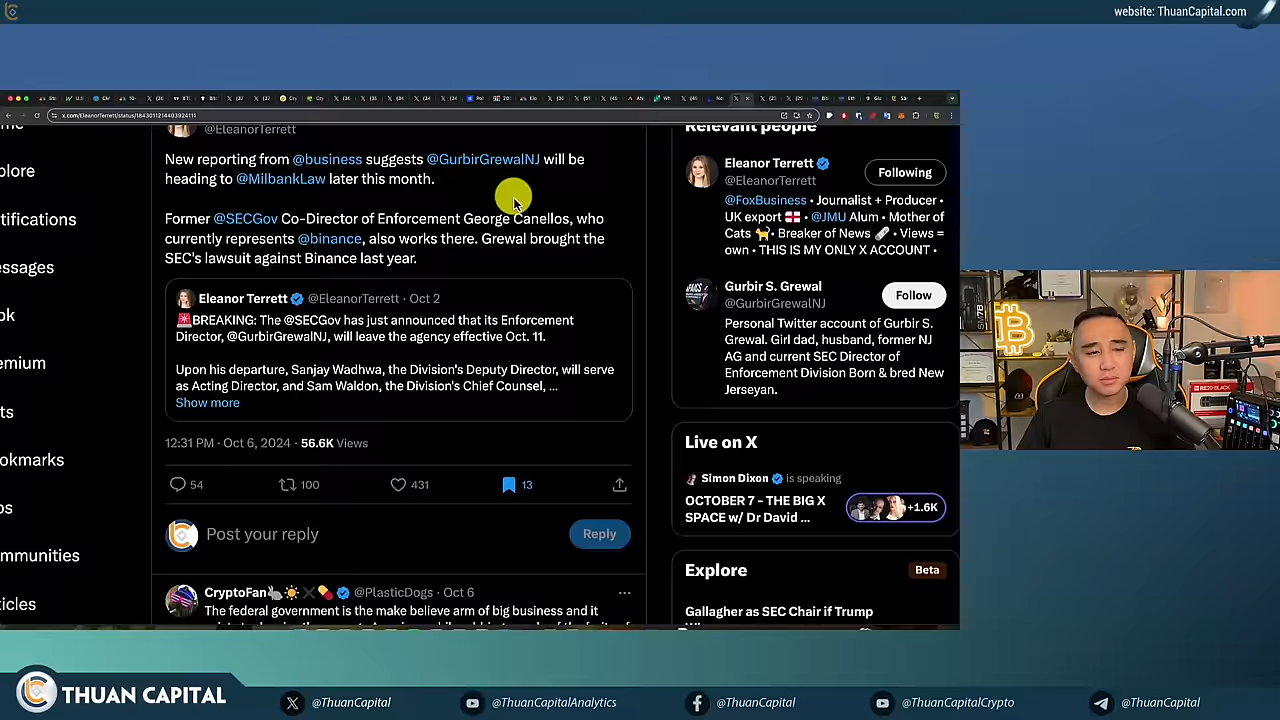 website: ThuanCapital.com
x.com/EleanorTerrett/status/1843011214403924111
@EleanorTerrett
New reporting from @business suggests @GurbirGrewalNJ will be
heading to @MilbankLaw later this month.
Former @SECGov Co-Director of Enforcement George Canellos, who
currently represents @binance, also works there. Grewal brought the
SEC's lawsuit against Binance last year.
Eleanor Terrett @EleanorTerrett · Oct 2
🚨BREAKING: The @SECGov has just announced that its Enforcement
Director, @GurbirGrewalNJ, will leave the agency effective Oct. 11.
Upon his departure, Sanjay Wadhwa, the Division's Deputy Director, will serve
as Acting Director, and Sam Waldon, the Division's Chief Counsel, ...
Show more
12:31 PM · Oct 6, 2024 · 56.6K Views
54 100 431 13
Post your reply
Reply
CryptoFan @PlasticDogs · Oct 6
The federal government is the make believe arm of big business and it
plore
tifications
essages
ok
emium
ts
okmarks
os
mmunities
ticles
Relevant people
Eleanor Terrett
@EleanorTerrett
Following
@FoxBusiness • Journalist + Producer •
UK export 🏴󠁧󠁢󠁥󠁮󠁧󠁿 • @JMU Alum • Mother of
Cats 🐈 • Breaker of News 🗞 • Views =
own • THIS IS MY ONLY X ACCOUNT •
Gurbir S. Grewal
@GurbirGrewalNJ
Follow
Personal Twitter account of Gurbir S.
Grewal. Girl dad, husband, former NJ
AG and current SEC Director of
Enforcement Division Born & bred New
Jerseyan.
Live on X
Simon Dixon is speaking
OCTOBER 7 - THE BIG X
SPACE w/ Dr David ...
+1.6K
Explore
Beta
Gallagher as SEC Chair if Trump
RE20-BLACK
THUAN CAPITAL
@ThuanCapital
@ThuanCapitalAnalytics
@ThuanCapital
@ThuanCapitalCrypto
@ThuanCapital